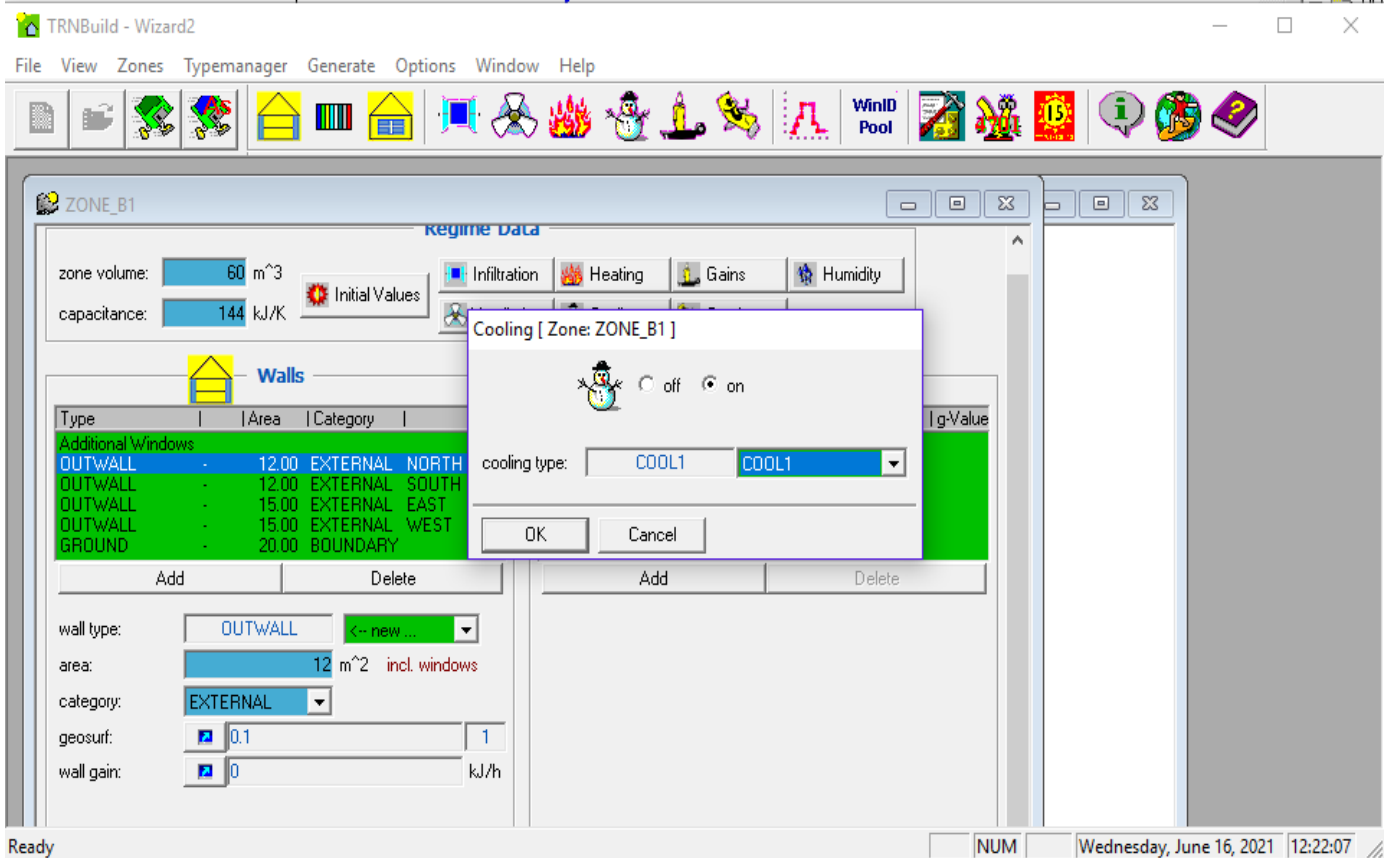 TRNBuild - Wizard2
File View Zones Typemanager Generate Options Window Help
WinID
Pool
15
ZONE_B1
Regime Data
zone volume: 60 m^3
capacitance: 144 kJ/K
Initial Values
Infiltration
Heating
Gains
Humidity
Cooling [ Zone: ZONE_B1 ]
off on
cooling type: COOL1 COOL1
OK Cancel
Walls
Type | - | Area | Category |
Additional Windows
OUTWALL - 12.00 EXTERNAL NORTH
OUTWALL - 12.00 EXTERNAL SOUTH
OUTWALL - 15.00 EXTERNAL EAST
OUTWALL - 15.00 EXTERNAL WEST
GROUND - 20.00 BOUNDARY
| g-Value
Add Delete
Add Delete
wall type: OUTWALL <-- new ...
area: 12 m^2 incl. windows
category: EXTERNAL
geosurf: 0.1 1
wall gain: 0 kJ/h
Ready NUM Wednesday, June 16, 2021 12:22:07